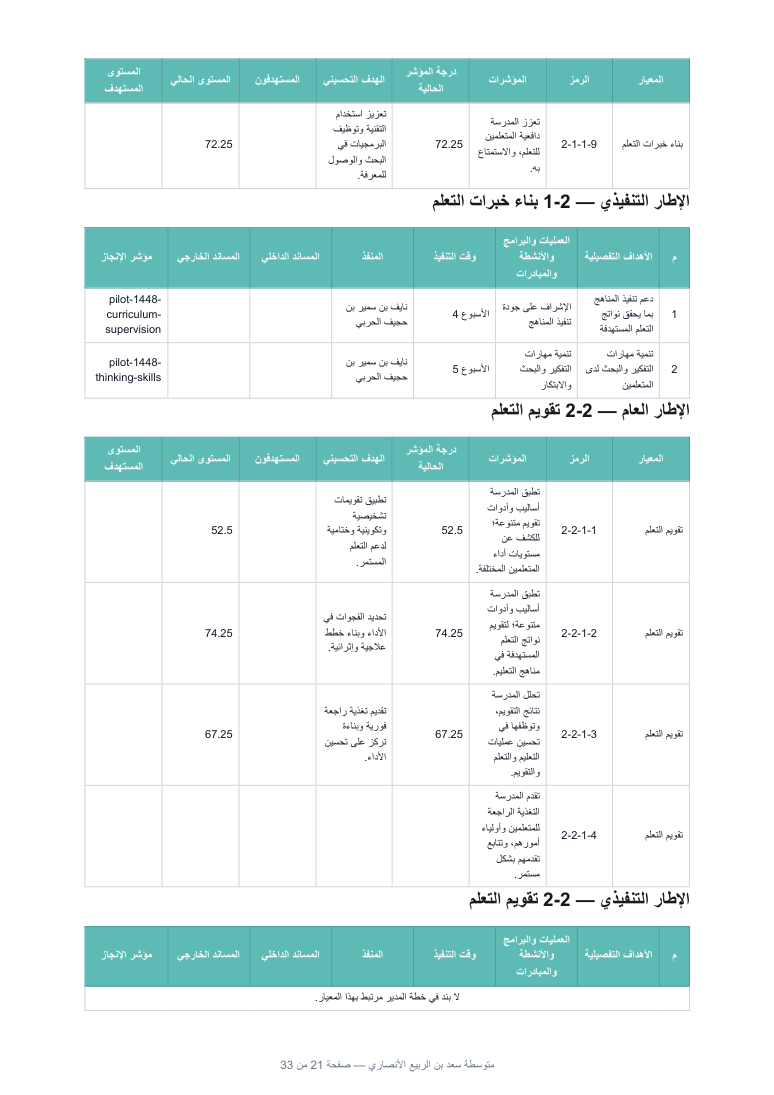 المعيار	الرمز	المؤشرات	درجة المؤشر الحالية	الهدف التحسيني	المستهدفون	المستوى الحالي	المستوى المستهدف
بناء خبرات التعلم	2-1-1-9	تعزز المدرسة دافعية المتعلمين للتعلم، والاستمتاع به.	72.25	تعزيز استخدام التقنية وتوظيف البرمجيات في البحث والوصول للمعرفة.		72.25
الإطار التنفيذي — 2-1 بناء خبرات التعلم
م	الأهداف التفصيلية	العمليات والبرامج والأنشطة والمبادرات	وقت التنفيذ	المنفذ	المساند الداخلي	المساند الخارجي	مؤشر الإنجاز
1	دعم تنفيذ المناهج بما يحقق نواتج التعلم المستهدفة	الإشراف على جودة تنفيذ المناهج	الأسبوع 4	نايف بن سمير بن حجيف الحربي			pilot-1448-curriculum-supervision
2	تنمية مهارات التفكير والبحث لدى المتعلمين	تنمية مهارات التفكير والبحث والابتكار	الأسبوع 5	نايف بن سمير بن حجيف الحربي			pilot-1448-thinking-skills
الإطار العام — 2-2 تقويم التعلم
المعيار	الرمز	المؤشرات	درجة المؤشر الحالية	الهدف التحسيني	المستهدفون	المستوى الحالي	المستوى المستهدف
تقويم التعلم	2-2-1-1	تطبق المدرسة أساليب وأدوات تقويم متنوعة؛ للكشف عن مستويات أداء المتعلمين المختلفة.	52.5	تطبيق تقويمات تشخيصية وتكوينية وختامية لدعم التعلم المستمر.		52.5
تقويم التعلم	2-2-1-2	تطبق المدرسة أساليب وأدوات متنوعة؛ لتقويم نواتج التعلم المستهدفة في مناهج التعليم.	74.25	تحديد الفجوات في الأداء وبناء خطط علاجية وإثرائية.		74.25
تقويم التعلم	2-2-1-3	تحلل المدرسة نتائج التقويم، وتوظفها في تحسين عمليات التعليم والتعلم والتقويم.	67.25	تقديم تغذية راجعة فورية وبناءة تركز على تحسين الأداء.		67.25
تقويم التعلم	2-2-1-4	تقدم المدرسة التغذية الراجعة للمتعلمين وأولياء أمورهم، وتتابع تقدمهم بشكل مستمر.
الإطار التنفيذي — 2-2 تقويم التعلم
م	الأهداف التفصيلية	العمليات والبرامج والأنشطة والمبادرات	وقت التنفيذ	المنفذ	المساند الداخلي	المساند الخارجي	مؤشر الإنجاز
لا بند في خطة المدير مرتبط بهذا المعيار.
متوسطة سعد بن الربيع الأنصاري — صفحة 21 من 33